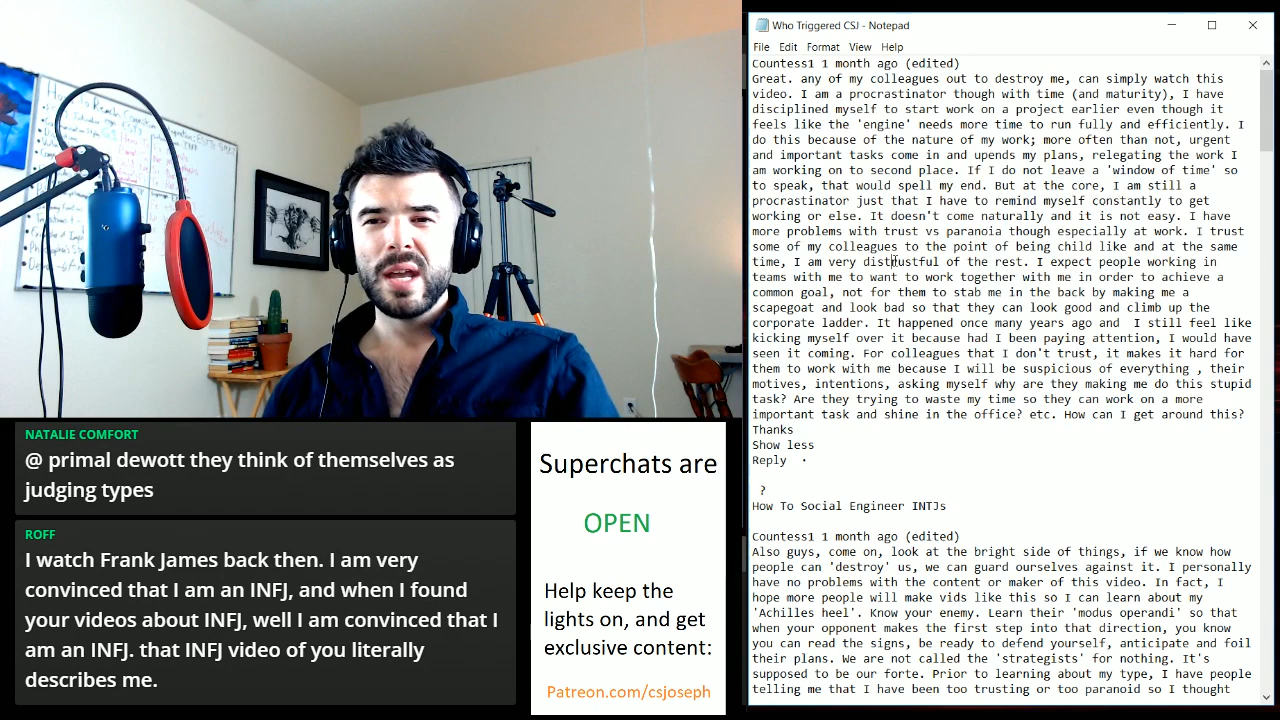 Who Triggered CSJ - Notepad
File Edit Format View Help
Countess1 1 month ago (edited)
Great. any of my colleagues out to destroy me, can simply watch this
video. I am a procrastinator though with time (and maturity), I have
disciplined myself to start work on a project earlier even though it
feels like the 'engine' needs more time to run fully and efficiently. I
do this because of the nature of my work; more often than not, urgent
and important tasks come in and upends my plans, relegating the work I
am working on to second place. If I do not leave a 'window of time' so
to speak, that would spell my end. But at the core, I am still a
procrastinator just that I have to remind myself constantly to get
working or else. It doesn't come naturally and it is not easy. I have
more problems with trust vs paranoia though especially at work. I trust
some of my colleagues to the point of being child like and at the same
time, I am very distrustful of the rest. I expect people working in
teams with me to want to work together with me in order to achieve a
common goal, not for them to stab me in the back by making me a
scapegoat and look bad so that they can look good and climb up the
corporate ladder. It happened once many years ago and  I still feel like
kicking myself over it because had I been paying attention, I would have
seen it coming. For colleagues that I don't trust, it makes it hard for
them to work with me because I will be suspicious of everything , their
motives, intentions, asking myself why are they making me do this stupid
task? Are they trying to waste my time so they can work on a more
important task and shine in the office? etc. How can I get around this?
Thanks
Show less
Reply ·
?
How To Social Engineer INTJs
Countess1 1 month ago (edited)
Also guys, come on, look at the bright side of things, if we know how
people can 'destroy' us, we can guard ourselves against it. I personally
have no problems with the content or maker of this video. In fact, I
hope more people will make vids like this so I can learn about my
'Achilles heel'. Know your enemy. Learn their 'modus operandi' so that
when your opponent makes the first step into that direction, you know
you can read the signs, be ready to defend yourself, anticipate and foil
their plans. We are not called the 'strategists' for nothing. It's
supposed to be our forte. Prior to learning about my type, I have people
telling me that I have been too trusting or too paranoid so I thought
NATALIE COMFORT
@ primal dewott they think of themselves as
judging types
ROFF
I watch Frank James back then. I am very
convinced that I am an INFJ, and when I found
your videos about INFJ, well I am convinced that I
am an INFJ. that INFJ video of you literally
describes me.
Superchats are
OPEN
Help keep the
lights on, and get
exclusive content:
Patreon.com/csjoseph